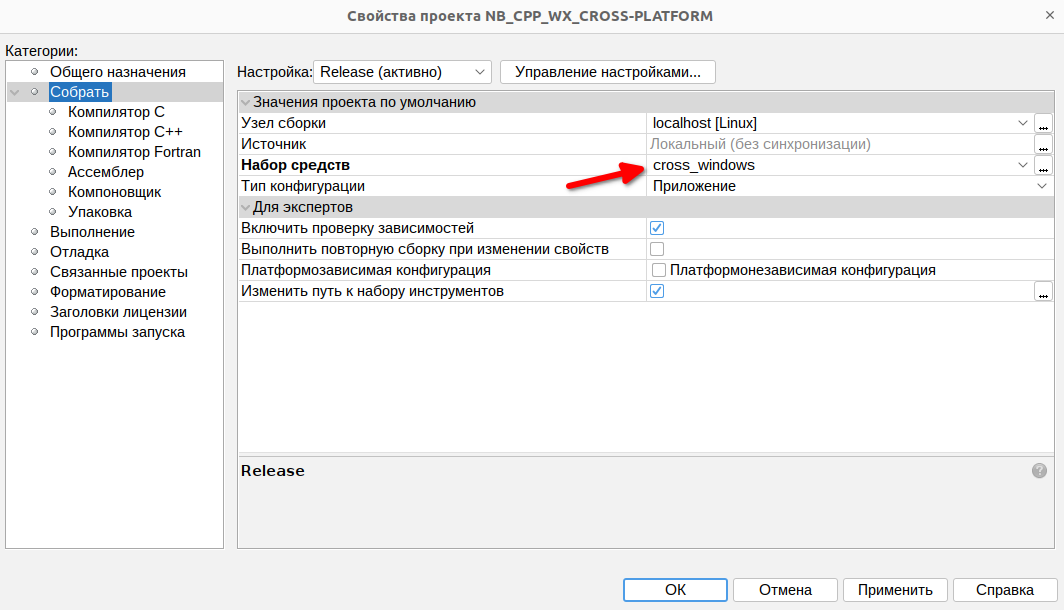 Свойства проекта NB_CPP_WX_CROSS-PLATFORM
Категории:
Общего назначения
Собрать
Компилятор C
Компилятор C++
Компилятор Fortran
Ассемблер
Компоновщик
Упаковка
Выполнение
Отладка
Связанные проекты
Форматирование
Заголовки лицензии
Программы запуска
Настройка: Release (активно) Управление настройками...
Значения проекта по умолчанию
Узел сборки localhost [Linux] ...
Источник Локальный (без синхронизации) ...
Набор средств cross_windows ...
Тип конфигурации Приложение
Для экспертов
Включить проверку зависимостей
Выполнить повторную сборку при изменении свойств
Платформозависимая конфигурация Платформонезависимая конфигурация
Изменить путь к набору инструментов ...
Release ?
ОК Отмена Применить Справка